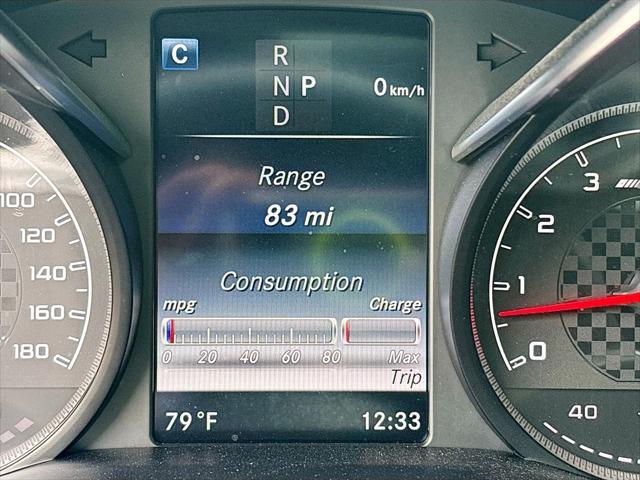 C
R
N P 0 km/h
D
Range
83 mi
Consumption
mpg Charge
0 20 40 60 80 Max
Trip
79 °F 12:33
100
120
140
160
180
3
2
1
0
40